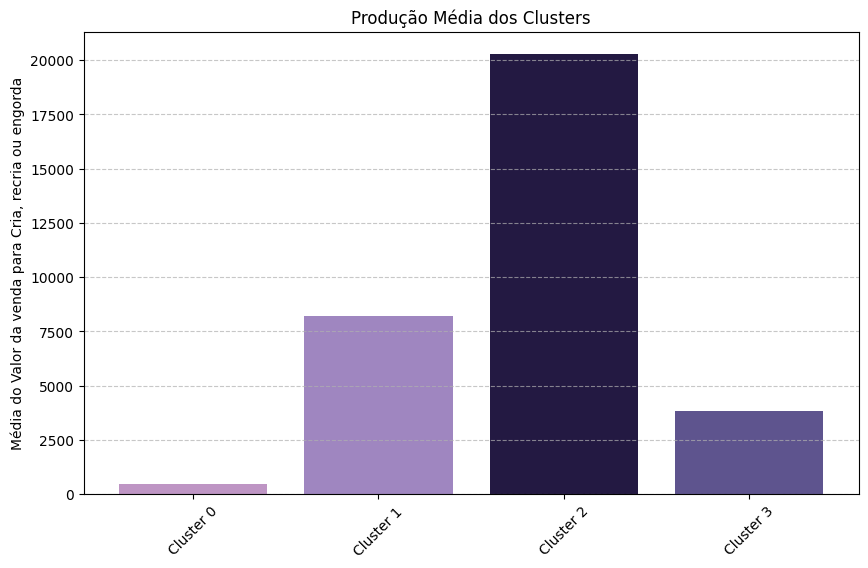 Produção Média dos Clusters
Média do Valor da venda para Cria, recria ou engorda
20000
17500
15000
12500
10000
7500
5000
2500
0
Cluster 0
Cluster 1
Cluster 2
Cluster 3